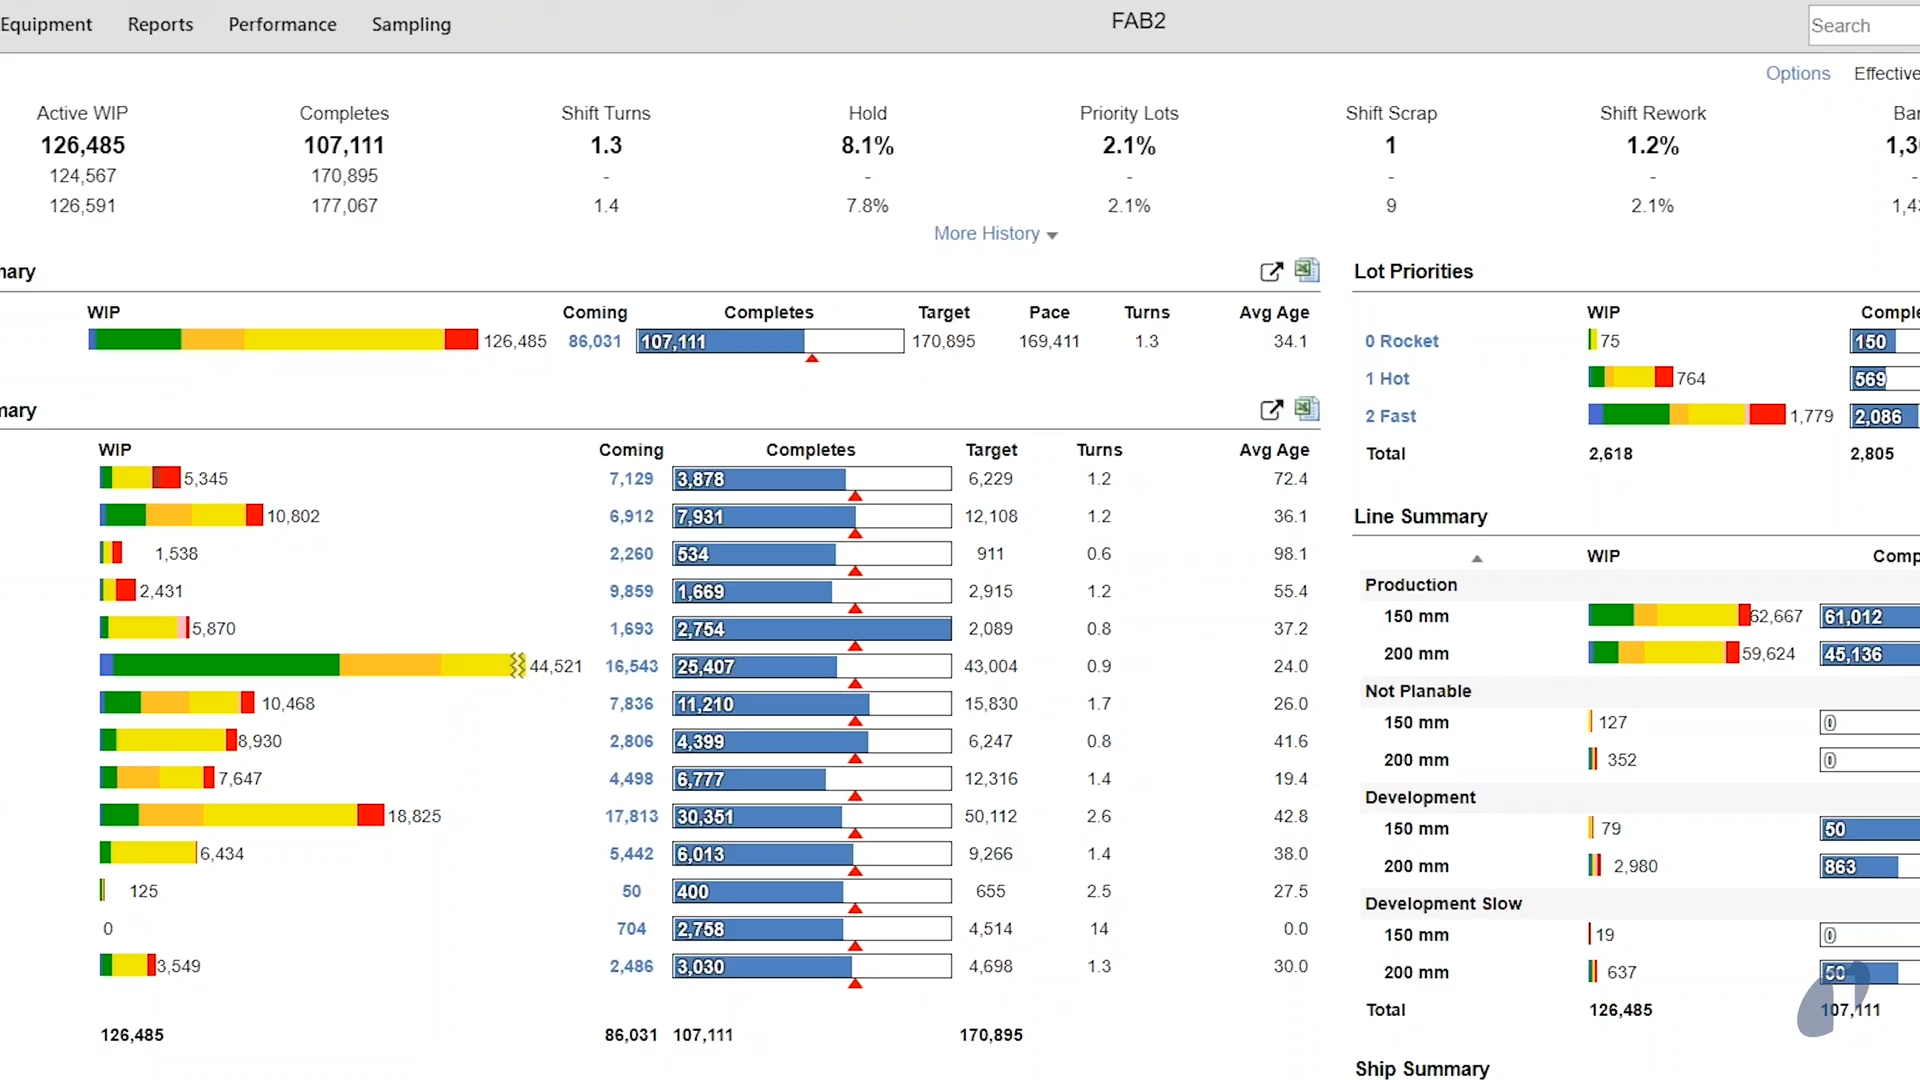 Equipment Reports Performance Sampling FAB2 Search
Options Effective
Active WIP Completes Shift Turns Hold Priority Lots Shift Scrap Shift Rework
126,485 107,111 1.3 8.1% 2.1% 1 1.2%
124,567 170,895 - - - - - -
126,591 177,067 1.4 7.8% 2.1% 9 2.1%
More History
WIP Coming Completes Target Pace Turns Avg Age
126,485 86,031 107,111 170,895 169,411 1.3 34.1
WIP Coming Completes Target Turns Avg Age
5,345 7,129 3,878 6,229 1.2 72.4
10,802 6,912 7,931 12,108 1.2 36.1
1,538 2,260 534 911 0.6 98.1
2,431 9,859 1,669 2,915 1.2 55.4
5,870 1,693 2,754 2,089 0.8 37.2
44,521 16,543 25,407 43,004 0.9 24.0
10,468 7,836 11,210 15,830 1.7 26.0
8,930 2,806 4,399 6,247 0.8 41.6
7,647 4,498 6,777 12,316 1.4 19.4
18,825 17,813 30,351 50,112 2.6 42.8
6,434 5,442 6,013 9,266 1.4 38.0
125 50 400 655 2.5 27.5
0 704 2,758 4,514 14 0.0
3,549 2,486 3,030 4,698 1.3 30.0
126,485 86,031 107,111 170,895
Lot Priorities
WIP
0 Rocket 75 150
1 Hot 764 569
2 Fast 1,779 2,086
Total 2,618 2,805
Line Summary
WIP
Production
150 mm 62,667 61,012
200 mm 59,624 45,136
Not Planable
150 mm 127 0
200 mm 352 0
Development
150 mm 79 50
200 mm 2,980 863
Development Slow
150 mm 19 0
200 mm 637 50
Total 126,485 107,111
Ship Summary